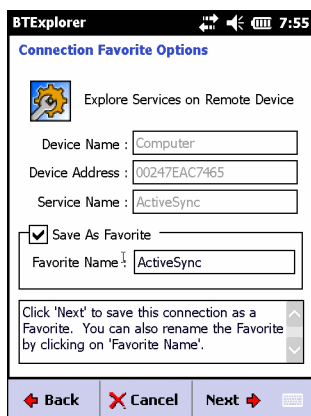 BTExplorer 7:55
Connection Favorite Options
Explore Services on Remote Device
Device Name : Computer
Device Address : 00247EAC7465
Service Name : ActiveSync
Save As Favorite
Favorite Name : ActiveSync
Click 'Next' to save this connection as a
Favorite. You can also rename the Favorite
by clicking on 'Favorite Name'.
Back Cancel Next